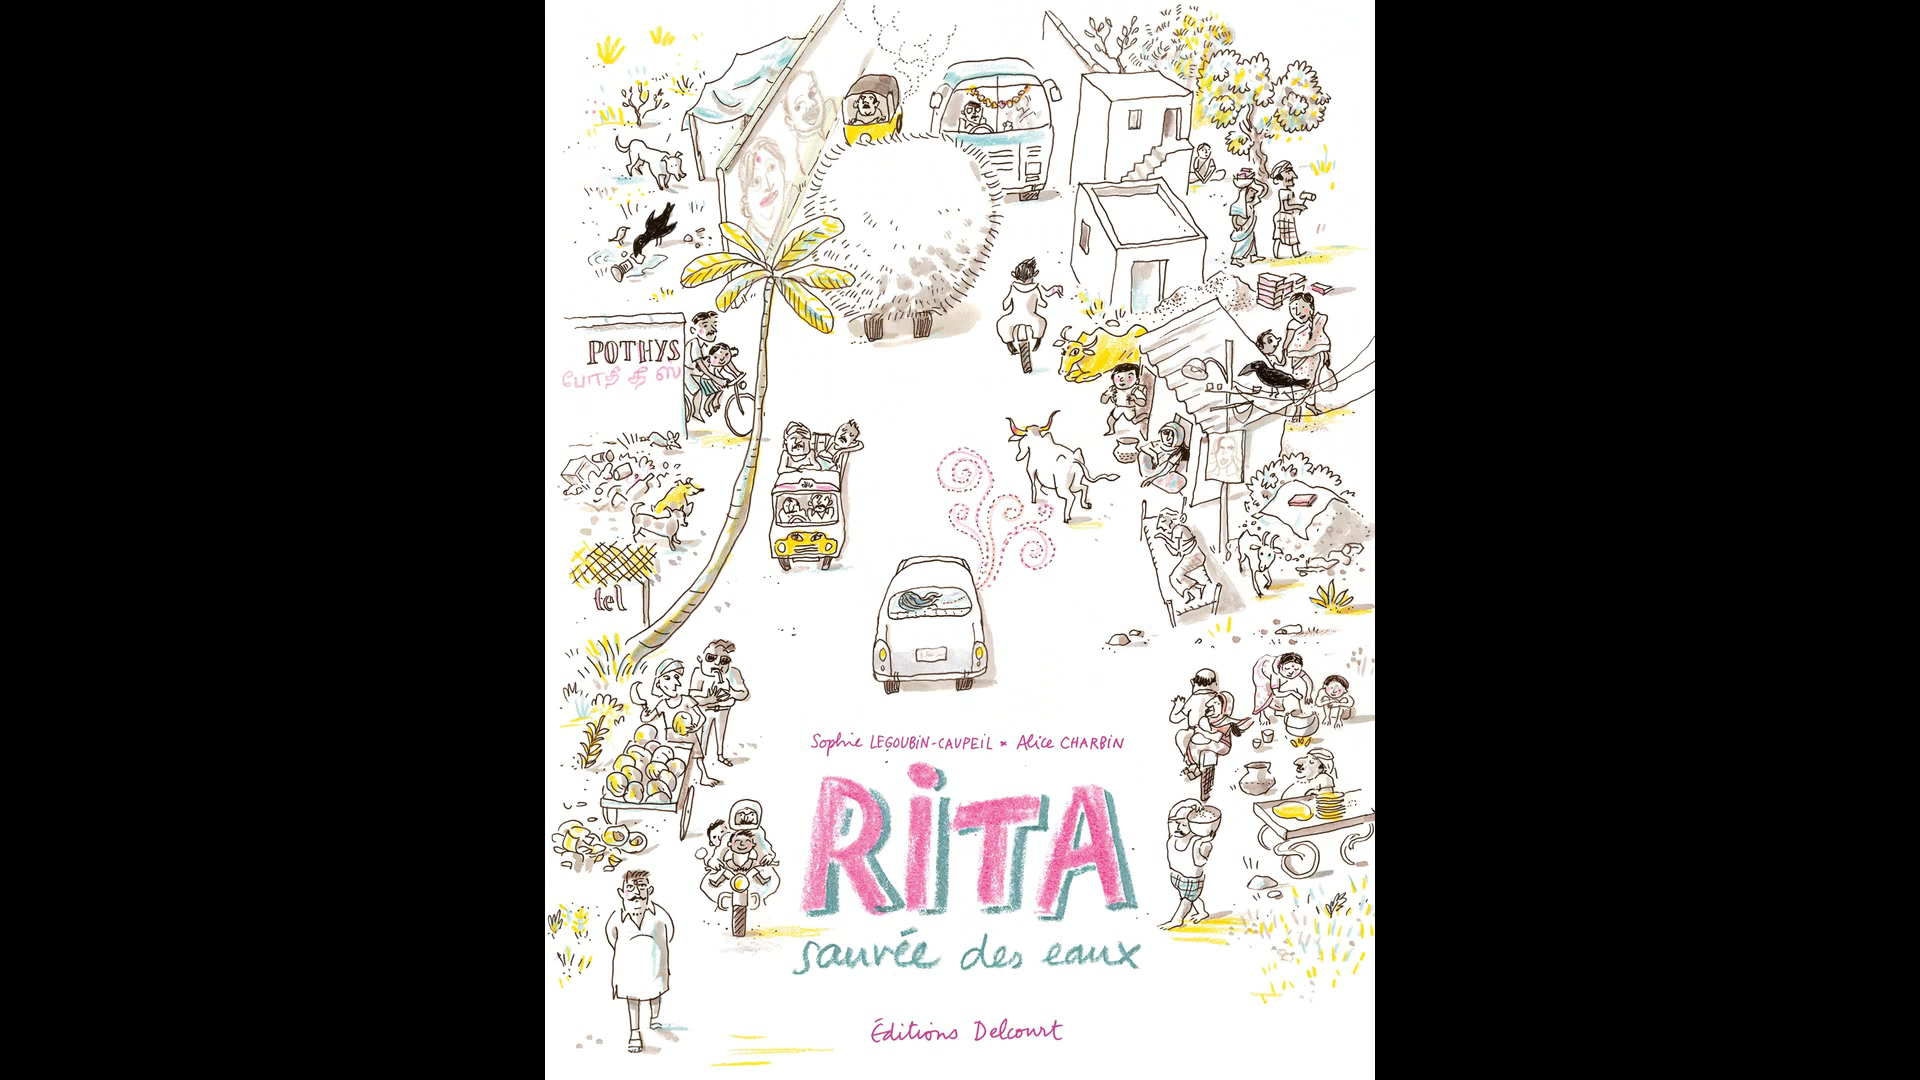 POTHYS
போதீ தீ ஸ
tel
Sophie LEGOUBIN-CAUPEIL * Alice CHARBIN
RiTA
sauvée des eaux
Éditions Delcourt